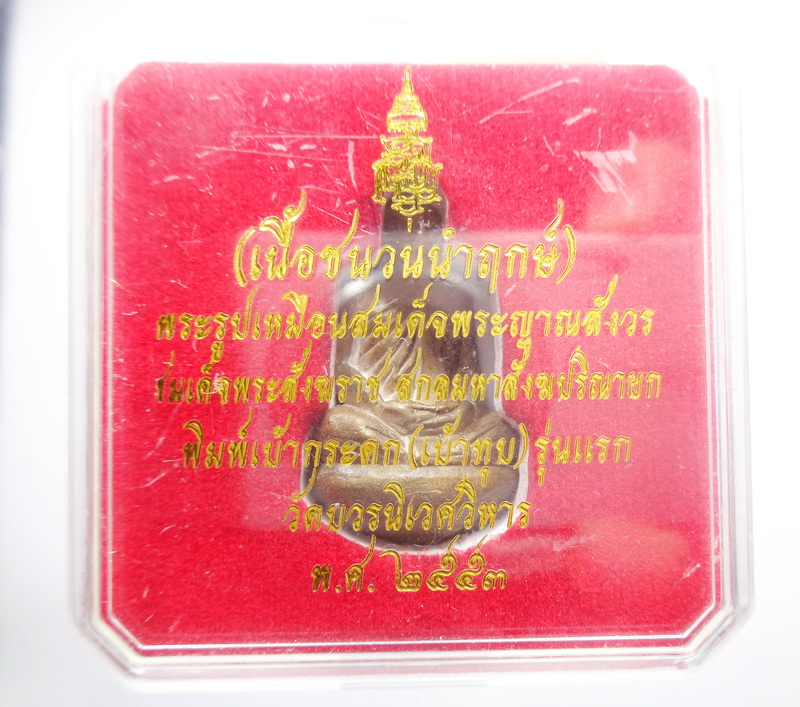 (เนื้อชนวนนำฤกษ์)
พระรูปเหมือนสมเด็จพระญาณสังวร
สมเด็จพระสังฆราช สกลมหาสังฆปริณายก
พิมพ์เบ้ากระดก (เบ้าทุบ) รุ่นแรก
วัดบวรนิเวศวิหาร
พ.ศ. ๒๕๕๓